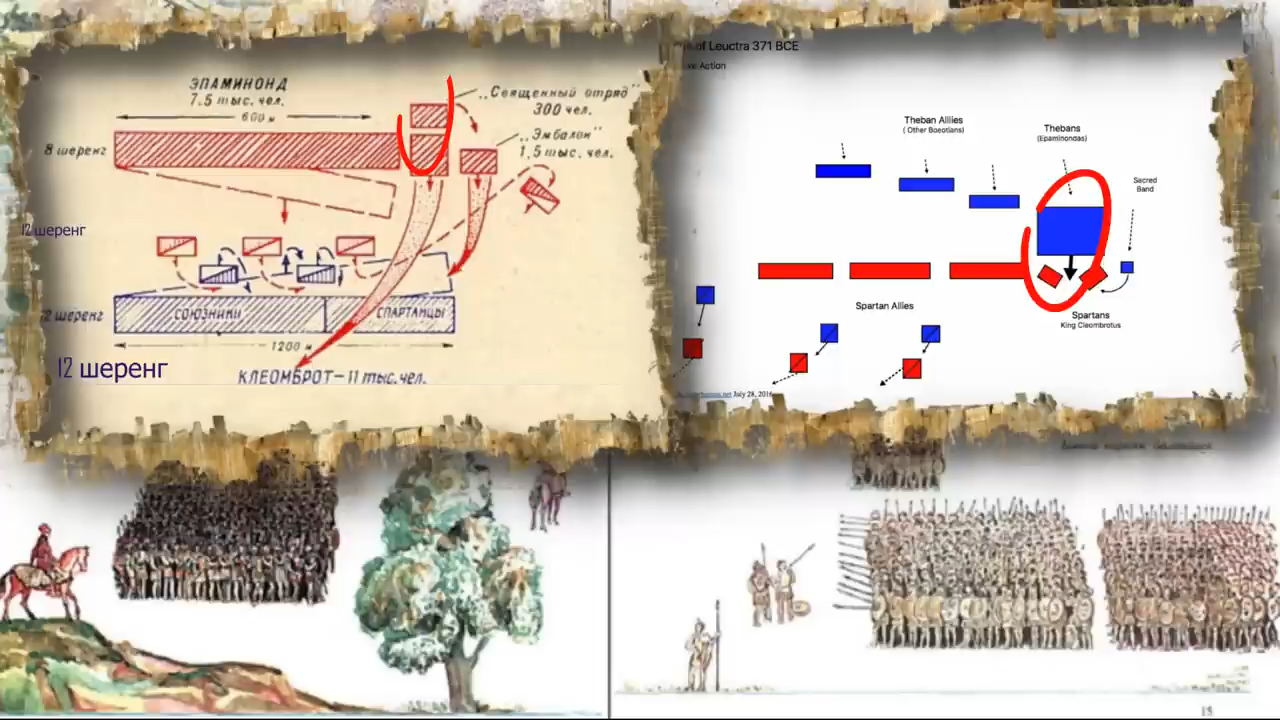 ЭПАМИНОНД
7.5 тыс. чел.
600 м
„Священный отряд"
300 чел.
„Эмбалон"
1,5 тыс. чел.
8 шеренг
12 шеренг
шеренг
СОЮЗНИКИ
СПАРТАНЦЫ
1200 м
12 шеренг
КЛЕОМБРОТ – 11 тыс. чел.
of Leuctra 371 BCE
Action
Theban Allies
( Other Boeotians)
Thebans
(Epaminondas)
Sacred
Band
Spartan Allies
Spartans
King Cleombrotus
July 28, 2016
15